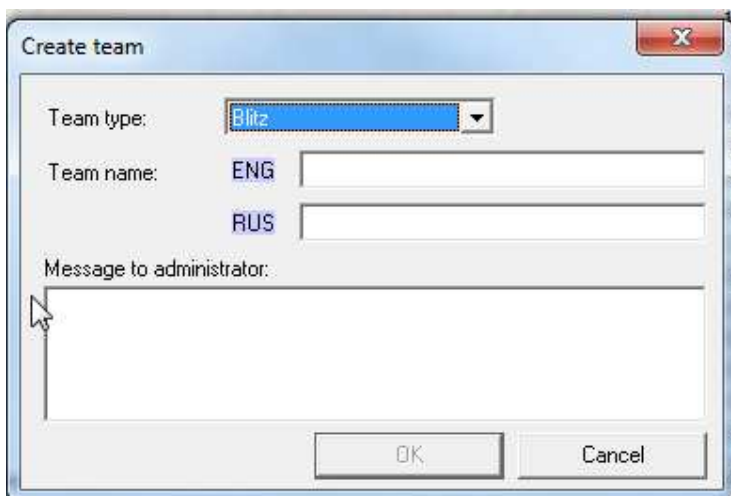 Create team
Team type: Blitz
Team name: ENG
RUS
Message to administrator:
OK Cancel